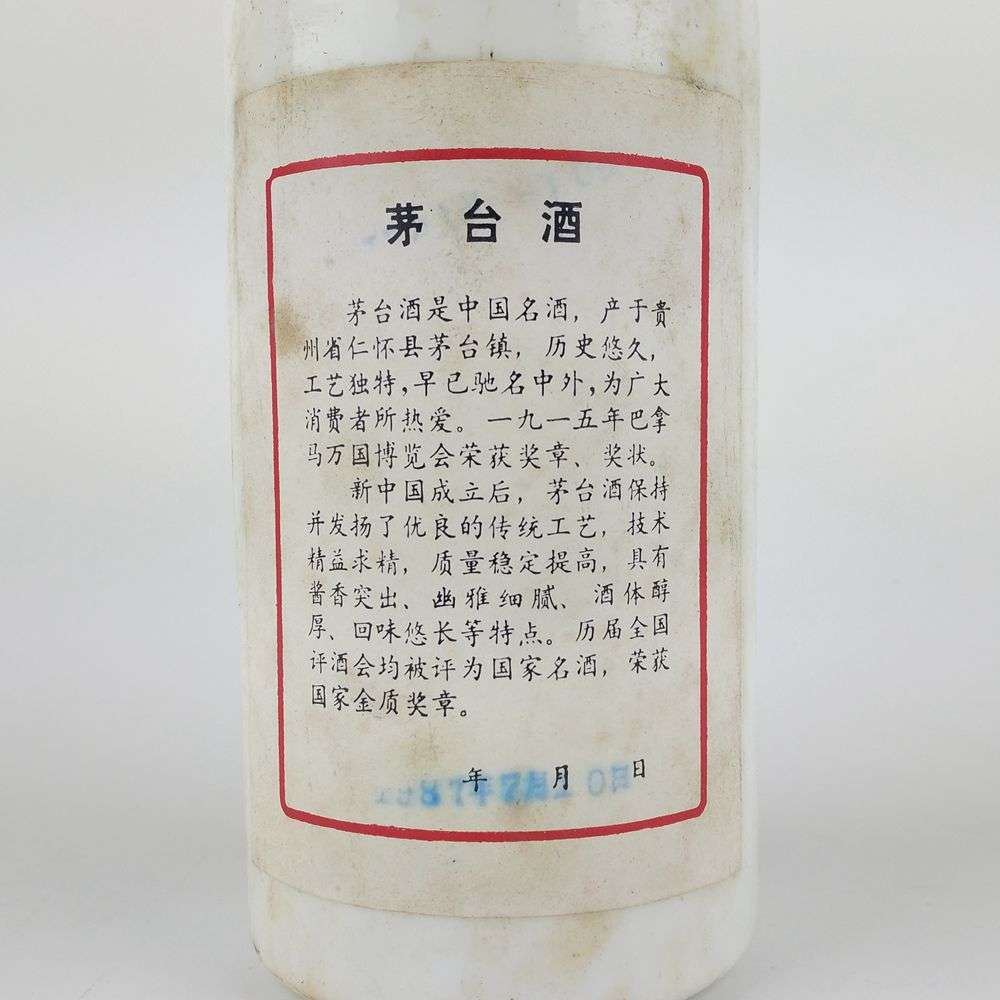 茅台酒
茅台酒是中国名酒，产于贵
州省仁怀县茅台镇，历史悠久，
工艺独特，早已驰名中外，为广大
消费者所热爱。一九一五年巴拿
马万国博览会荣获奖章、奖状。
新中国成立后，茅台酒保持
并发扬了优良的传统工艺，技术
精益求精，质量稳定提高，具有
酱香突出、幽雅细腻、酒体醇
厚、回味悠长等特点。历届全国
评酒会均被评为国家名酒，荣获
国家金质奖章。
年 月 日